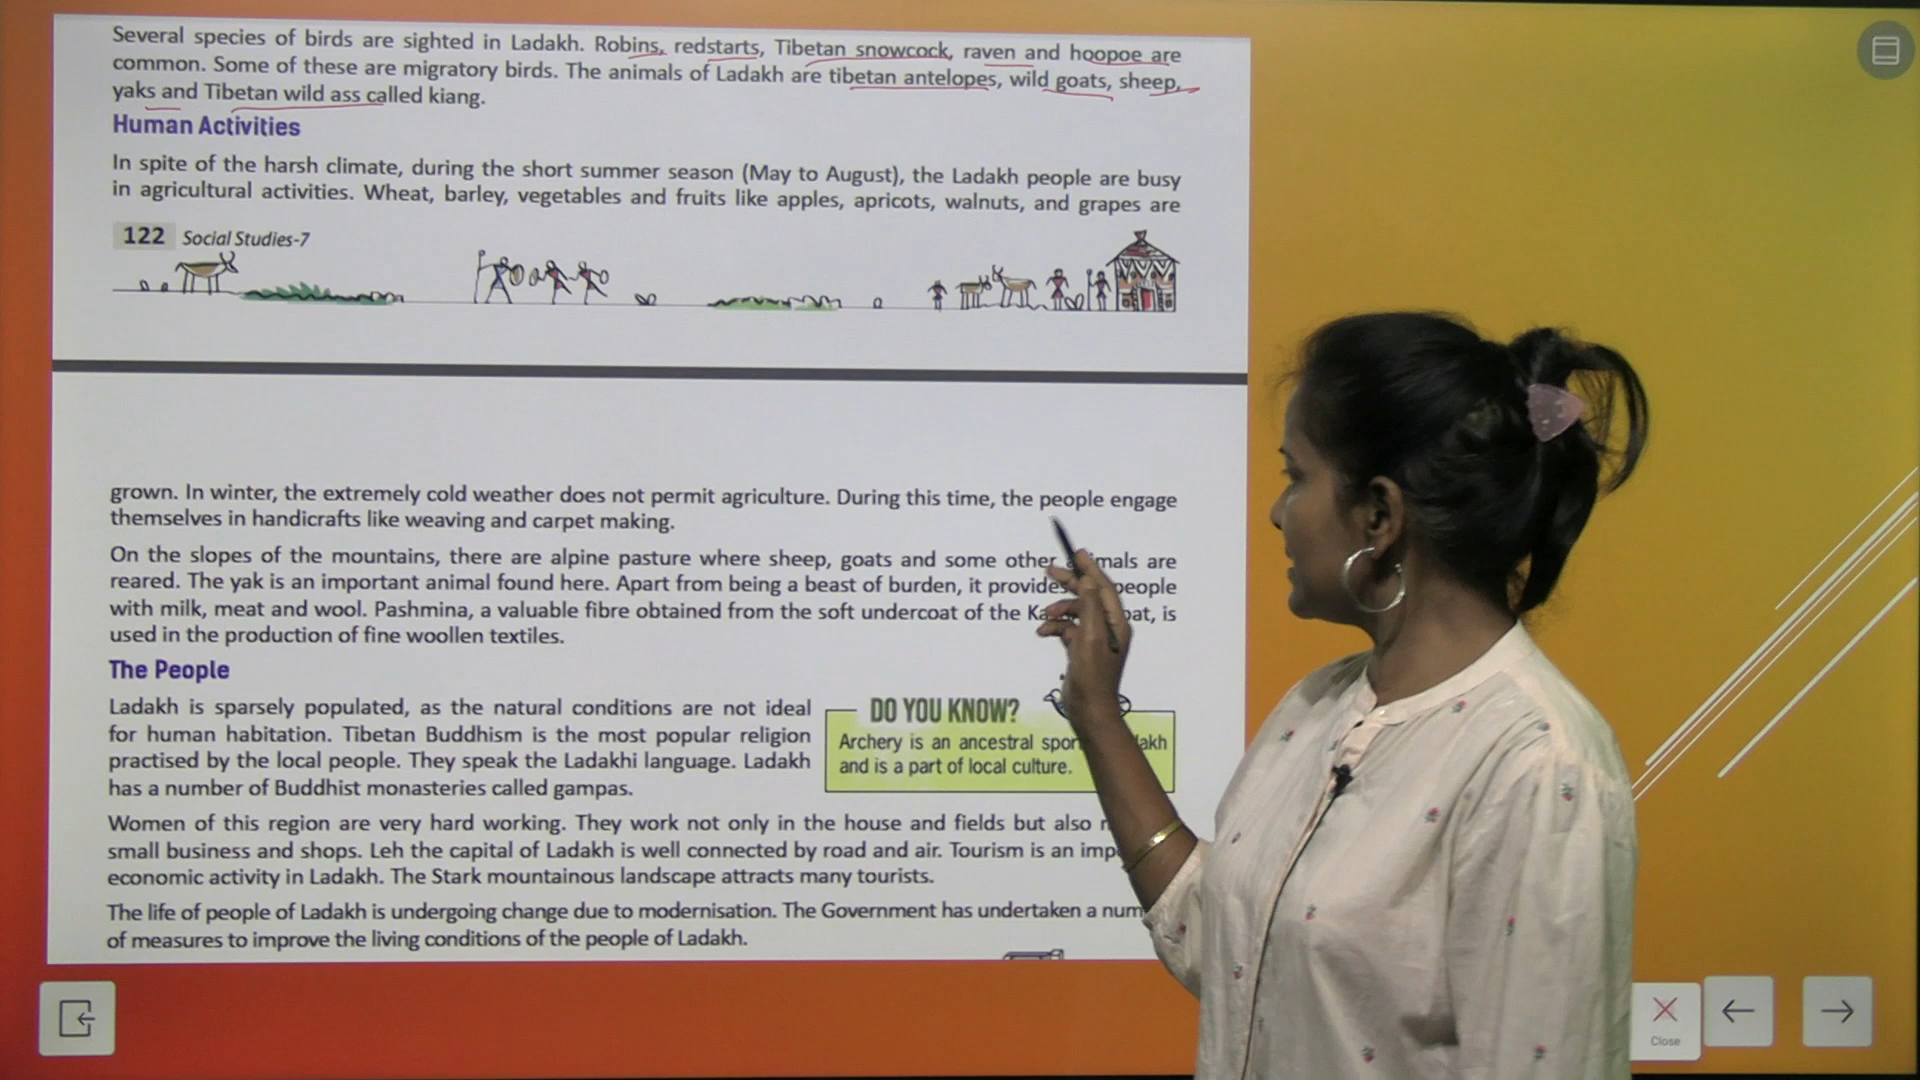 Several species of birds are sighted in Ladakh. Robins, redstarts, Tibetan snowcock, raven and hoopoe are
common. Some of these are migratory birds. The animals of Ladakh are tibetan antelopes, wild goats, sheep,
yaks and Tibetan wild ass called kiang.
Human Activities
In spite of the harsh climate, during the short summer season (May to August), the Ladakh people are busy
in agricultural activities. Wheat, barley, vegetables and fruits like apples, apricots, walnuts, and grapes are
122 Social Studies-7
grown. In winter, the extremely cold weather does not permit agriculture. During this time, the people engage
themselves in handicrafts like weaving and carpet making.
On the slopes of the mountains, there are alpine pasture where sheep, goats and some other are
reared. The yak is an important animal found here. Apart from being a beast of burden, it provides people
with milk, meat and wool. Pashmina, a valuable fibre obtained from the soft undercoat of the is
used in the production of fine woollen textiles.
The People
Ladakh is sparsely populated, as the natural conditions are not ideal
for human habitation. Tibetan Buddhism is the most popular religion
practised by the local people. They speak the Ladakhi language. Ladakh
has a number of Buddhist monasteries called gampas.
DO YOU KNOW?
Archery is an ancestral
and is a part of local culture.
Women of this region are very hard working. They work not only in the house and fields but also
small business and shops. Leh the capital of Ladakh is well connected by road and air. Tourism is an
economic activity in Ladakh. The Stark mountainous landscape attracts many tourists.
The life of people of Ladakh is undergoing change due to modernisation. The Government has undertaken a
of measures to improve the living conditions of the people of Ladakh.
Close